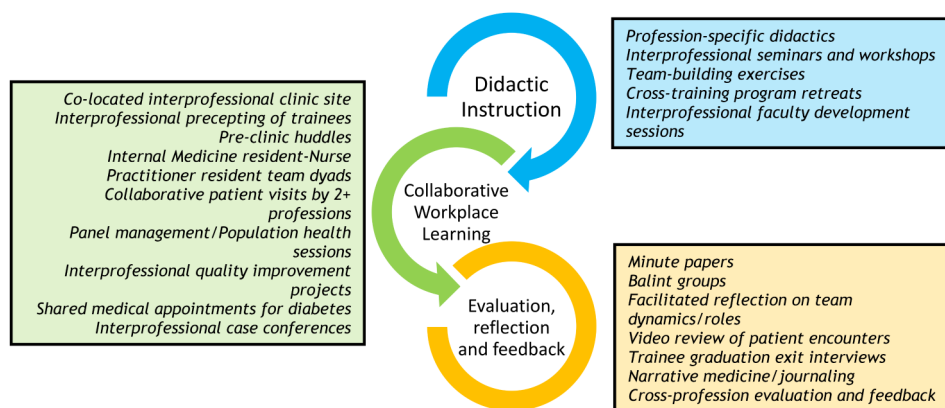 Didactic
Instruction
Profession-specific didactics
Interprofessional seminars and workshops
Team-building exercises
Cross-training program retreats
Interprofessional faculty development
sessions
Co-located interprofessional clinic site
Interprofessional precepting of trainees
Pre-clinic huddles
Internal Medicine resident-Nurse
Practitioner resident team dyads
Collaborative patient visits by 2+
professions
Panel management/Population health
sessions
Interprofessional quality improvement
projects
Shared medical appointments for diabetes
Interprofessional case conferences
Collaborative
Workplace
Learning
Evaluation,
reflection
and feedback
Minute papers
Balint groups
Facilitated reflection on team
dynamics/roles
Video review of patient encounters
Trainee graduation exit interviews
Narrative medicine/journaling
Cross-profession evaluation and feedback